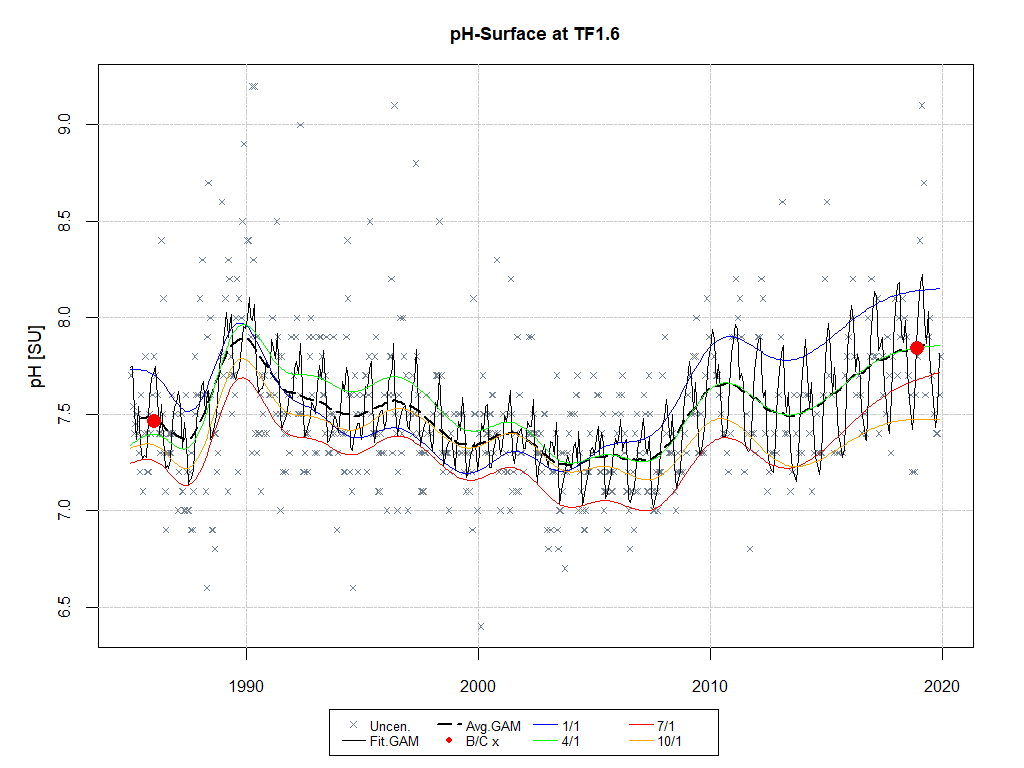 pH-Surface at TF1.6
pH [SU]
9.0
8.5
8.0
7.5
7.0
6.5
1990 2000 2010 2020
Uncen. Avg.GAM 1/1 7/1
Fit.GAM B/C x 4/1 10/1